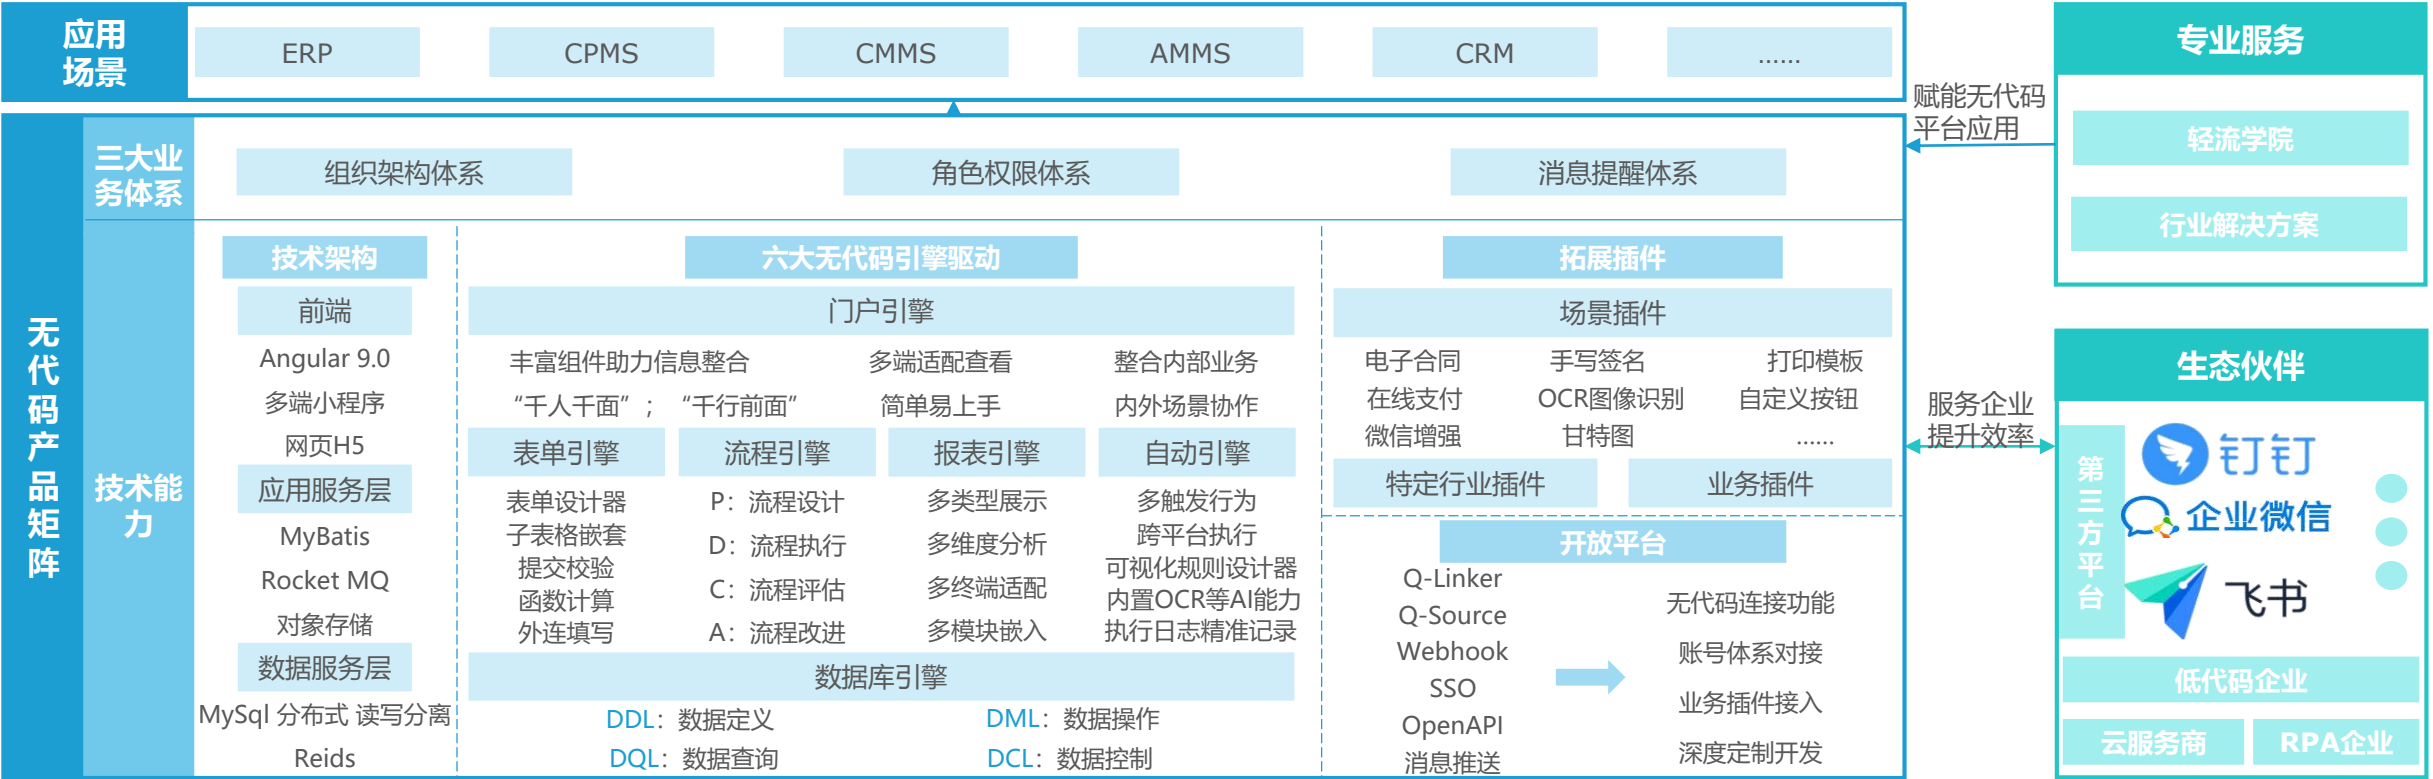 应用
场景
ERP
CPMS
CMMS
AMMS
CRM
……
无代码产品矩阵
三大业
务体系
组织架构体系
角色权限体系
消息提醒体系
技术能
力
技术架构
前端
Angular 9.0
多端小程序
网页H5
应用服务层
MyBatis
Rocket MQ
对象存储
数据服务层
MySql 分布式 读写分离
Reids
六大无代码引擎驱动
门户引擎
丰富组件助力信息整合
多端适配查看
整合内部业务
“千人千面”；“千行前面”
简单易上手
内外场景协作
表单引擎
表单设计器
子表格嵌套
提交校验
函数计算
外连填写
流程引擎
P：流程设计
D：流程执行
C：流程评估
A：流程改进
报表引擎
多类型展示
多维度分析
多终端适配
多模块嵌入
自动引擎
多触发行为
跨平台执行
可视化规则设计器
内置OCR等AI能力
执行日志精准记录
数据库引擎
DDL：数据定义
DML：数据操作
DQL：数据查询
DCL：数据控制
拓展插件
场景插件
电子合同
手写签名
打印模板
在线支付
OCR图像识别
自定义按钮
微信增强
甘特图
……
特定行业插件
业务插件
开放平台
Q-Linker
Q-Source
Webhook
SSO
OpenAPI
消息推送
无代码连接功能
账号体系对接
业务插件接入
深度定制开发
赋能无代码
平台应用
服务企业
提升效率
专业服务
轻流学院
行业解决方案
生态伙伴
第三方平台
钉钉
企业微信
飞书
低代码企业
云服务商
RPA企业